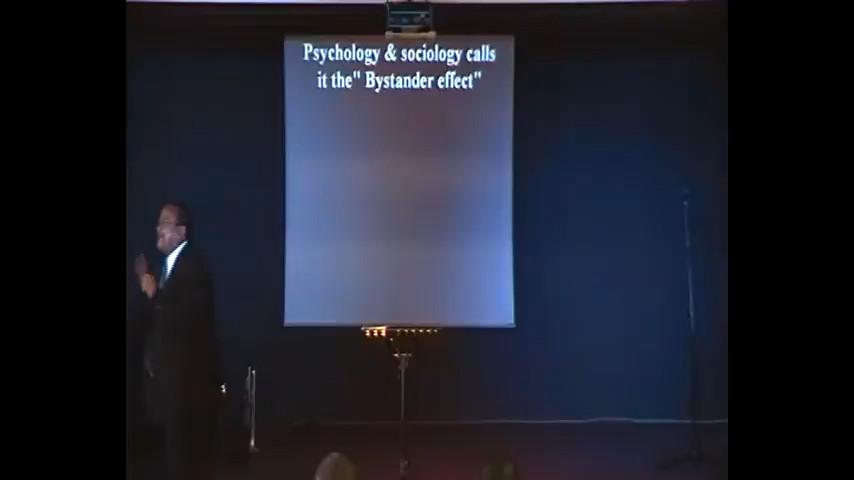 Psychology & sociology calls
it the" Bystander effect"